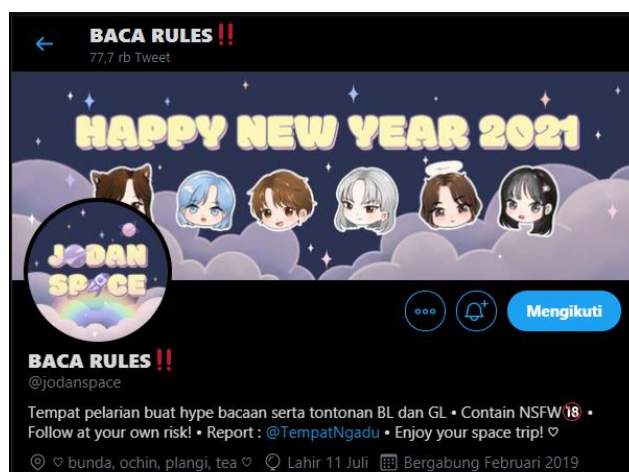 BACA RULES‼️
77,7 rb Tweet
HAPPY NEW YEAR 2021
JODAN
SPACE
Mengikuti
BACA RULES‼️
@jodanspace
Tempat pelarian buat hype bacaan serta tontonan BL dan GL • Contain NSFW🔞 •
Follow at your own risk! • Report : @TempatNgadu • Enjoy your space trip! ♡
♡ bunda, ochin, plangi, tea ♡ Lahir 11 Juli Bergabung Februari 2019